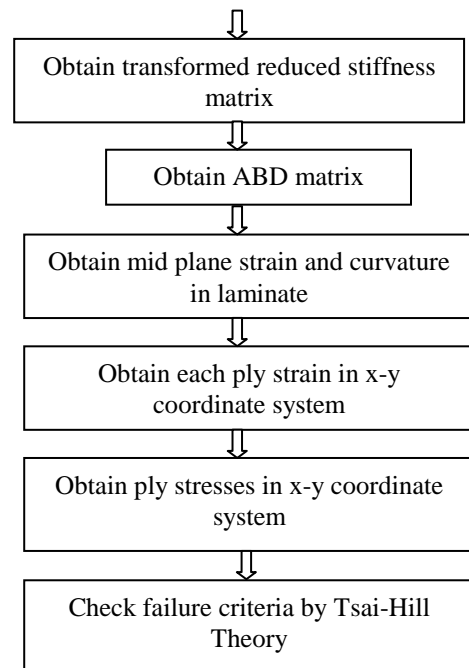 Obtain transformed reduced stiffness
matrix
Obtain ABD matrix
Obtain mid plane strain and curvature
in laminate
Obtain each ply strain in x-y
coordinate system
Obtain ply stresses in x-y coordinate
system
Check failure criteria by Tsai-Hill
Theory